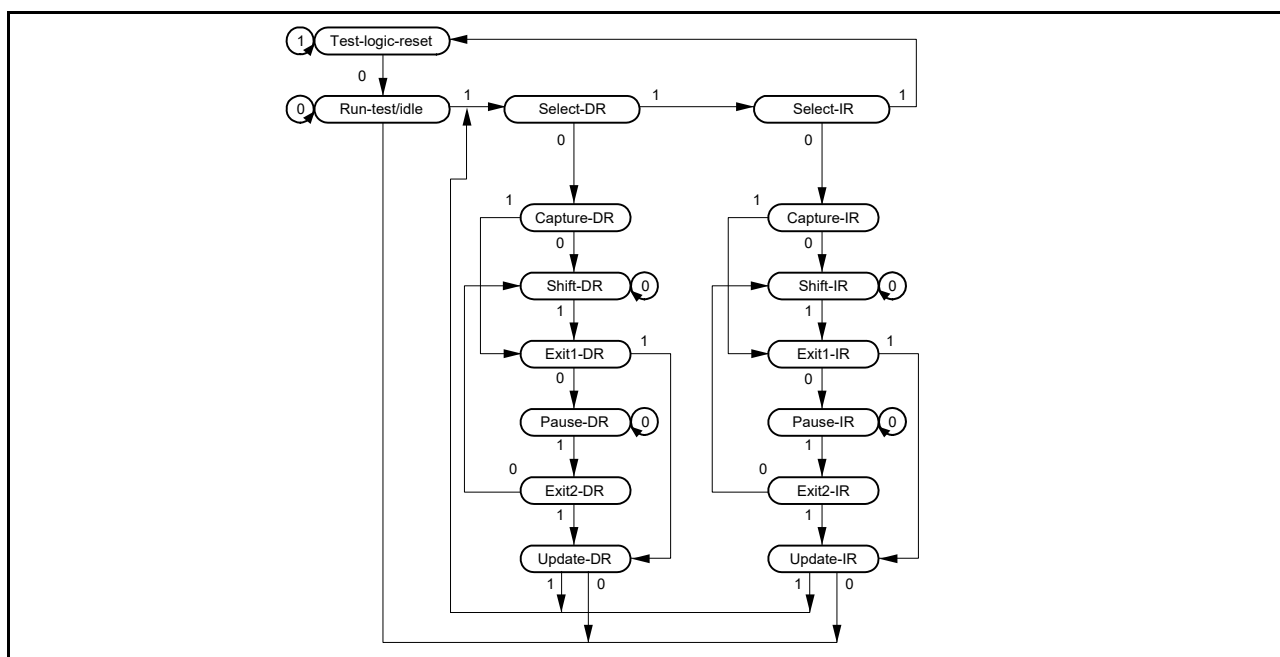 1 Test-logic-reset
0
0 Run-test/idle 1 Select-DR 1 Select-IR 1
0 0
1 1
Capture-DR Capture-IR
0 0
Shift-DR 0 Shift-IR 0
1 1
Exit1-DR 1 Exit1-IR 1
0 0
Pause-DR 0 Pause-IR 0
1 1
0 0
Exit2-DR Exit2-IR
1 1
Update-DR Update-IR
1 0 1 0